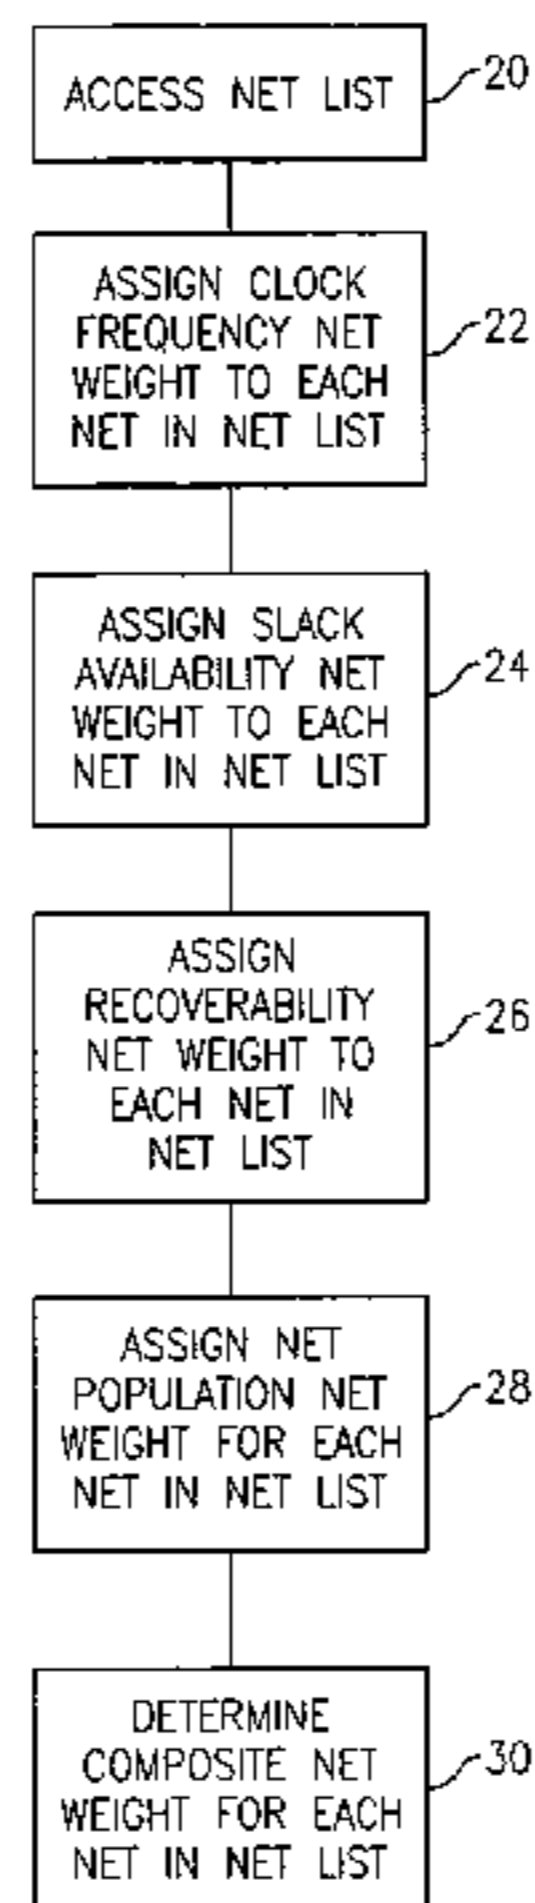 ACCESS NET LIST
20
ASSIGN CLOCK
FREQUENCY NET
WEIGHT TO EACH
NET IN NET LIST
22
ASSIGN SLACK
AVAILABILITY NET
WEIGHT TO EACH
NET IN NET LIST
24
ASSIGN
RECOVERABILITY
NET WEIGHT TO
EACH NET IN
NET LIST
26
ASSIGN NET
POPULATION NET
WEIGHT FOR EACH
NET IN NET LIST
28
DETERMINE
COMPOSITE NET
WEIGHT FOR EACH
NET IN NET LIST
30